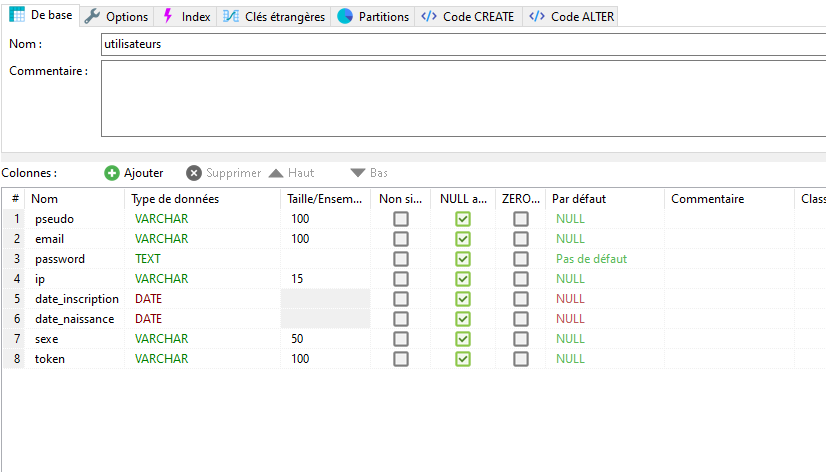 De base Options Index Clés étrangères Partitions Code CREATE Code ALTER
Nom : utilisateurs
Commentaire :
Colonnes : Ajouter Supprimer Haut Bas
# Nom Type de données Taille/Ensem... Non si... NULL a... ZERO... Par défaut Commentaire Class
1 pseudo VARCHAR 100 NULL
2 email VARCHAR 100 NULL
3 password TEXT Pas de défaut
4 ip VARCHAR 15 NULL
5 date_inscription DATE NULL
6 date_naissance DATE NULL
7 sexe VARCHAR 50 NULL
8 token VARCHAR 100 NULL